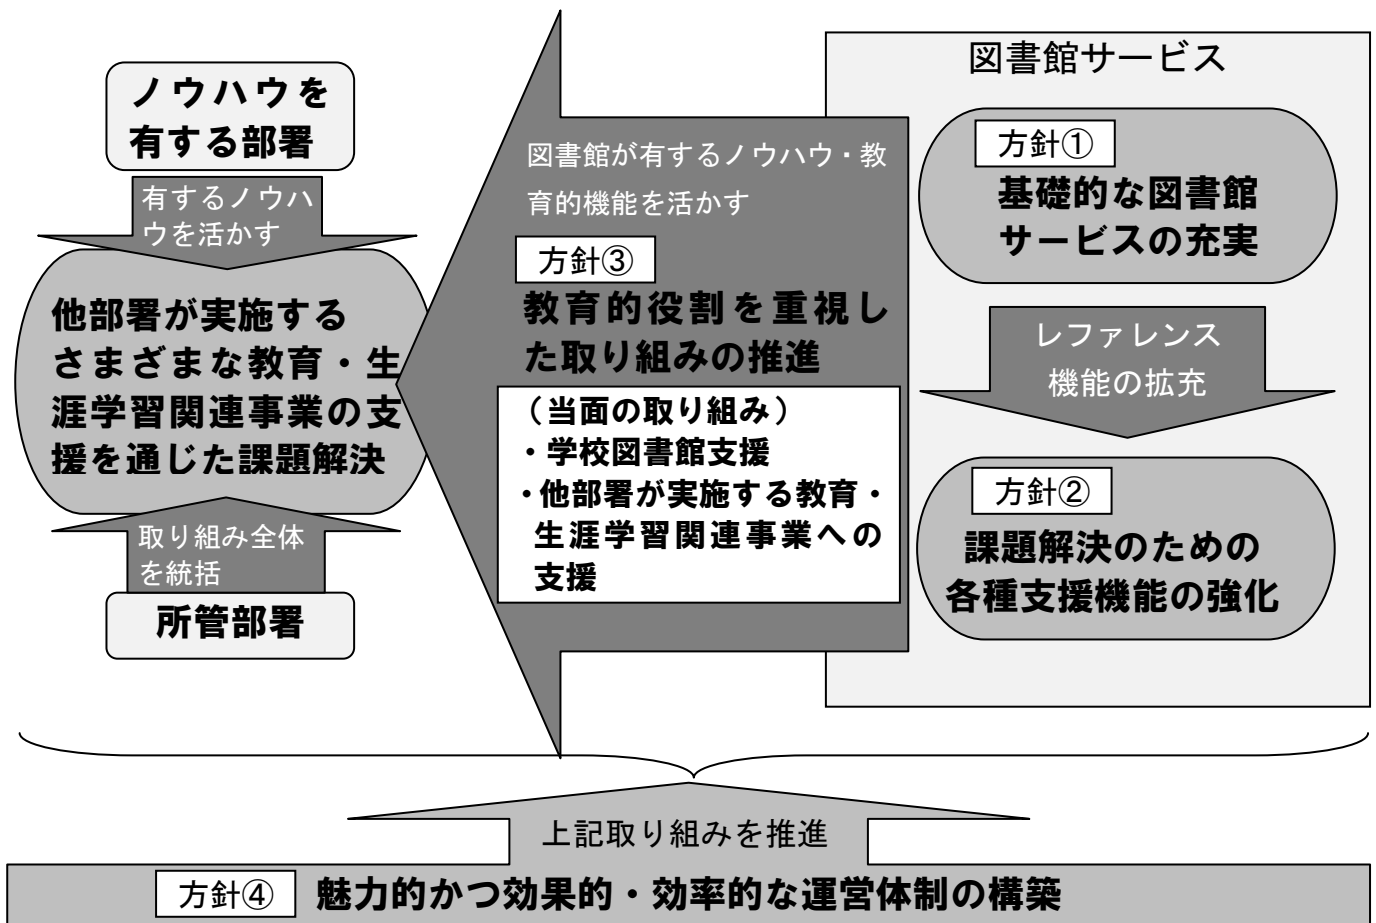 ノウハウを
有する部署
有するノウハ
ウを活かす
他部署が実施する
さまざまな教育・生
涯学習関連事業の支
援を通じた課題解決
取り組み全体
を統括
所管部署
図書館が有するノウハウ・教
育的機能を活かす
方針③
教育的役割を重視し
た取り組みの推進
（当面の取り組み）
・学校図書館支援
・他部署が実施する教育・
生涯学習関連事業への
支援
図書館サービス
方針①
基礎的な図書館
サービスの充実
レファレンス
機能の拡充
方針②
課題解決のための
各種支援機能の強化
上記取り組みを推進
方針④ 魅力的かつ効果的・効率的な運営体制の構築